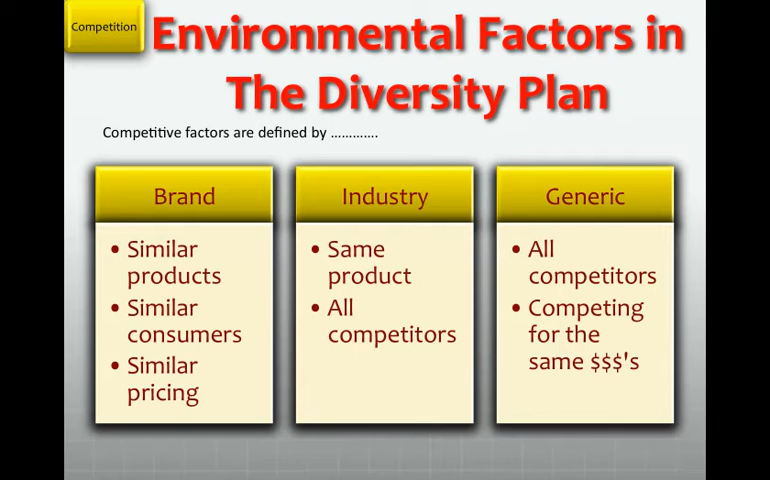 Competition
Environmental Factors in
The Diversity Plan
Competitive factors are defined by .............
Brand
• Similar
products
• Similar
consumers
• Similar
pricing
Industry
• Same
product
• All
competitors
Generic
• All
competitors
• Competing
for the
same $$$'s